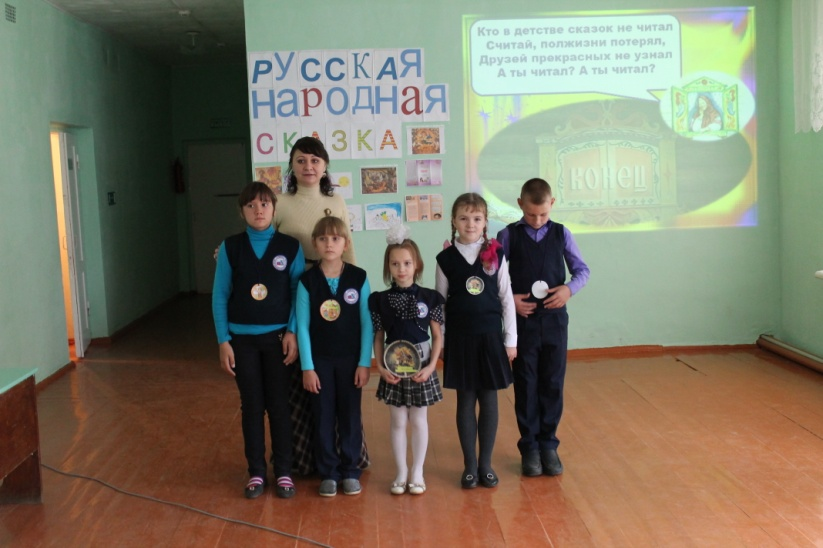 РУССКАЯ
НАРОДНАЯ
СКАЗКА
Кто в детстве сказок не читал
Считай, полжизни потерял,
Друзей прекрасных не узнал
А ты читал? А ты читал?
КОНЕЦ